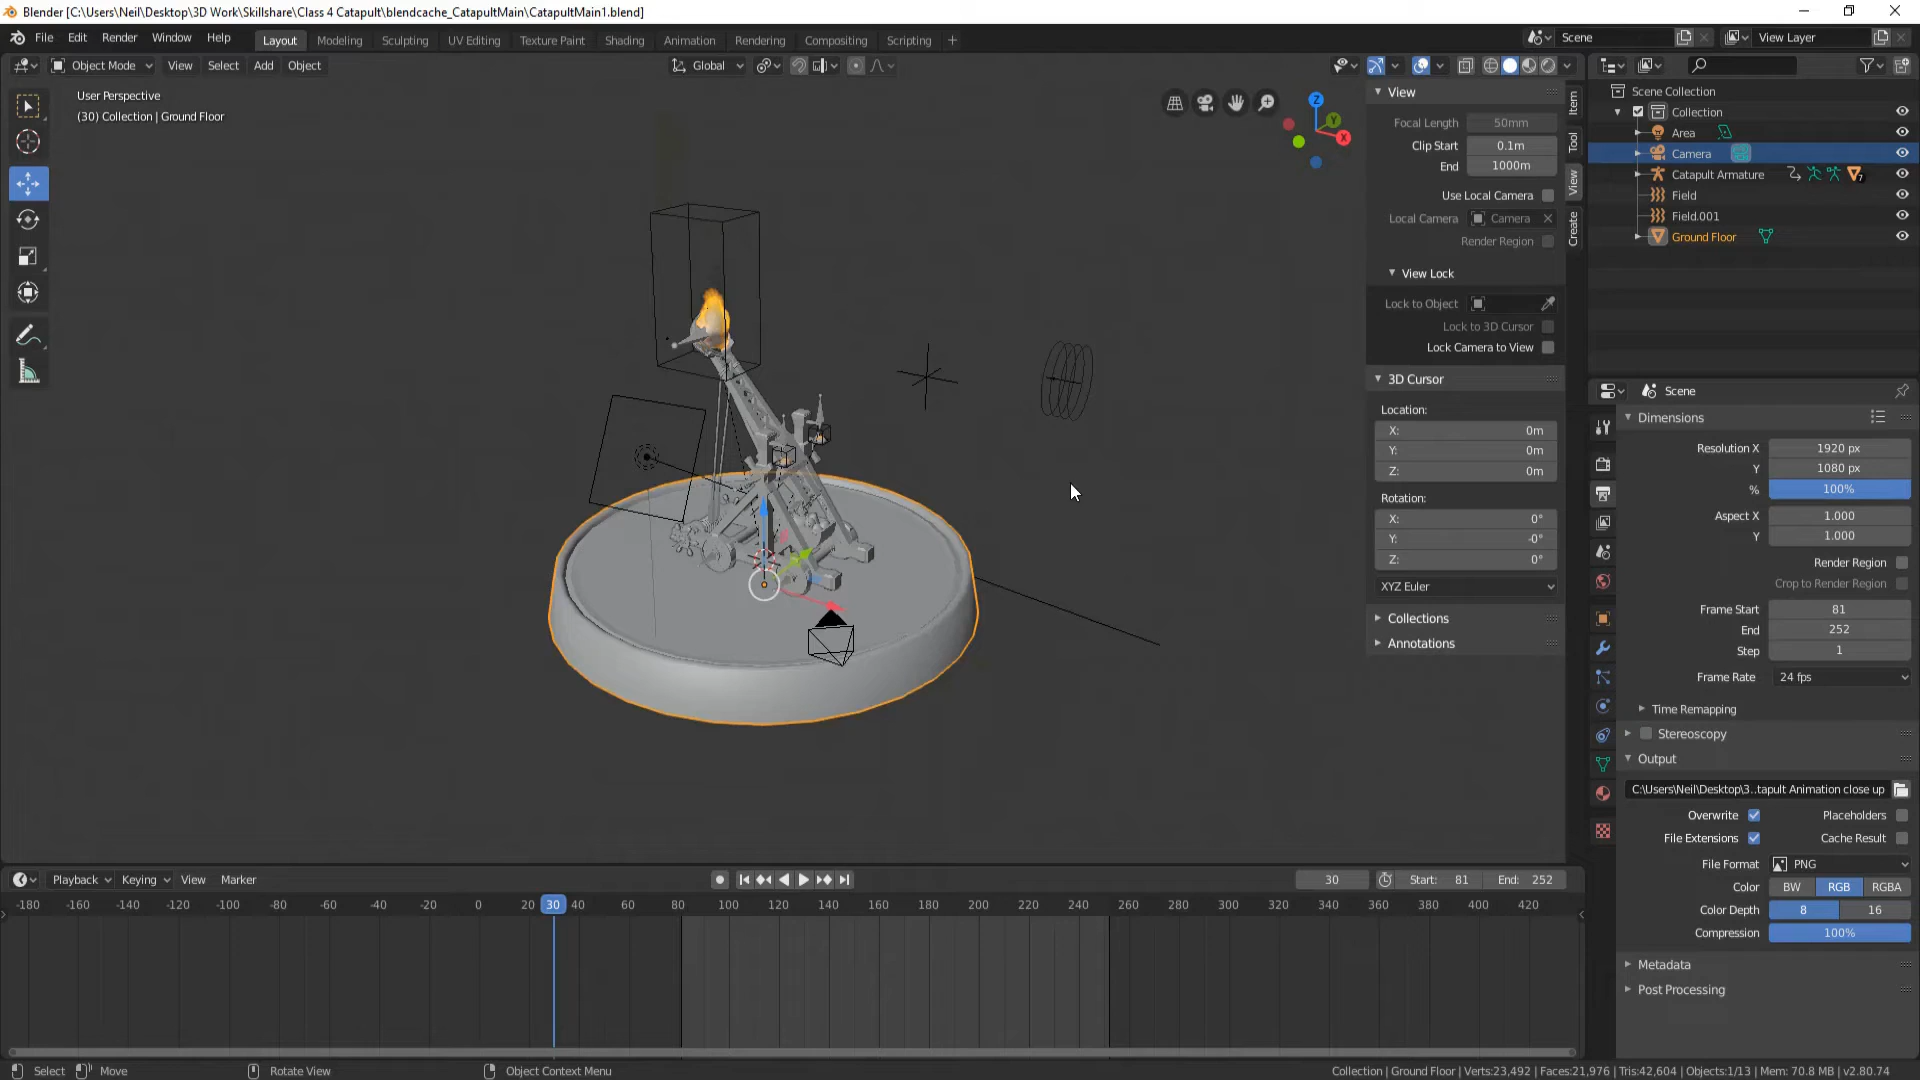 Blender [C:\Users\Neil\Desktop\3D Work\Skillshare\Class 4 Catapult\blendcache_CatapultMain\CatapultMain1.blend]
File Edit Render Window Help Layout Modeling Sculpting UV Editing Texture Paint Shading Animation Rendering Compositing Scripting + Scene View Layer
Object Mode View Select Add Object Global
User Perspective
(30) Collection | Ground Floor
Z
Y
X
View
Focal Length 50mm
Clip Start 0.1m
End 1000m
Use Local Camera
Local Camera Camera
Render Region
View Lock
Lock to Object
Lock to 3D Cursor
Lock Camera to View
3D Cursor
Location:
X: 0m
Y: 0m
Z: 0m
Rotation:
X: 0°
Y: -0°
Z: 0°
XYZ Euler
Collections
Annotations
Item
Tool
View
Create
Scene Collection
Collection
Area
Camera
Catapult Armature 7
Field
Field.001
Ground Floor
Scene
Dimensions
Resolution X 1920 px
Y 1080 px
% 100%
Aspect X 1.000
Y 1.000
Render Region
Crop to Render Region
Frame Start 81
End 252
Step 1
Frame Rate 24 fps
Time Remapping
Stereoscopy
Output
C:\Users\Neil\Desktop\3..tapult Animation close up
Overwrite Placeholders
File Extensions Cache Result
File Format PNG
Color BW RGB RGBA
Color Depth 8 16
Compression 100%
Metadata
Post Processing
Playback Keying View Marker 30 Start: 81 End: 252
-180 -160 -140 -120 -100 -80 -60 -40 -20 0 20 30 40 60 80 100 120 140 160 180 200 220 240 260 280 300 320 340 360 380 400 420
Select Move Rotate View Object Context Menu Collection | Ground Floor | Verts:23,492 | Faces:21,976 | Tris:42,604 | Objects:1/13 | Mem: 70.8 MB | v2.80.74